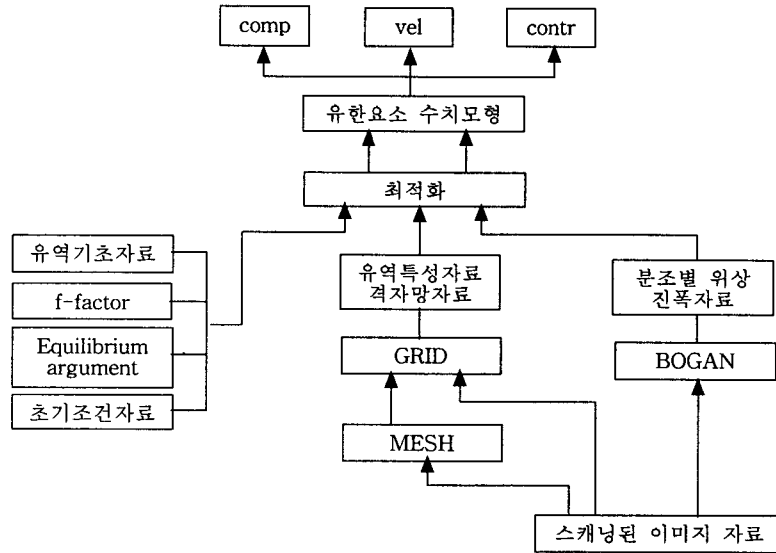 comp
vel
contr
유한요소 수치모형
최적화
유역기초자료
f-factor
Equilibrium
argument
초기조건자료
유역특성자료
격자망자료
분조별 위상
진폭자료
GRID
BOGAN
MESH
스캐닝된 이미지 자료